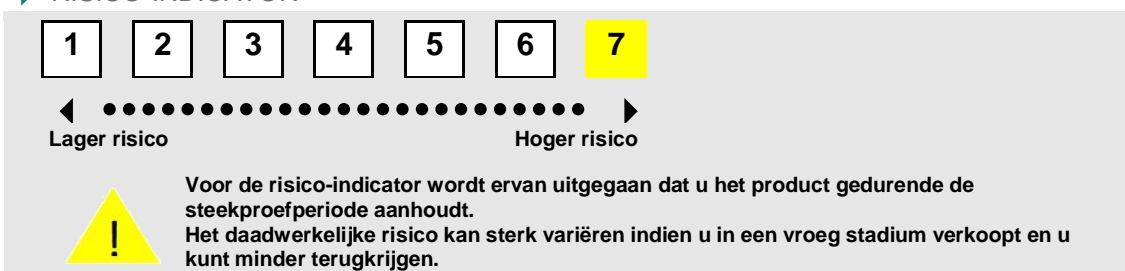 RISICO-INDICATOR
1 2 3 4 5 6 7
Lager risico Hoger risico
Voor de risico-indicator wordt ervan uitgegaan dat u het product gedurende de
steekproefperiode aanhoudt.
Het daadwerkelijke risico kan sterk variëren indien u in een vroeg stadium verkoopt en u
kunt minder terugkrijgen.
!